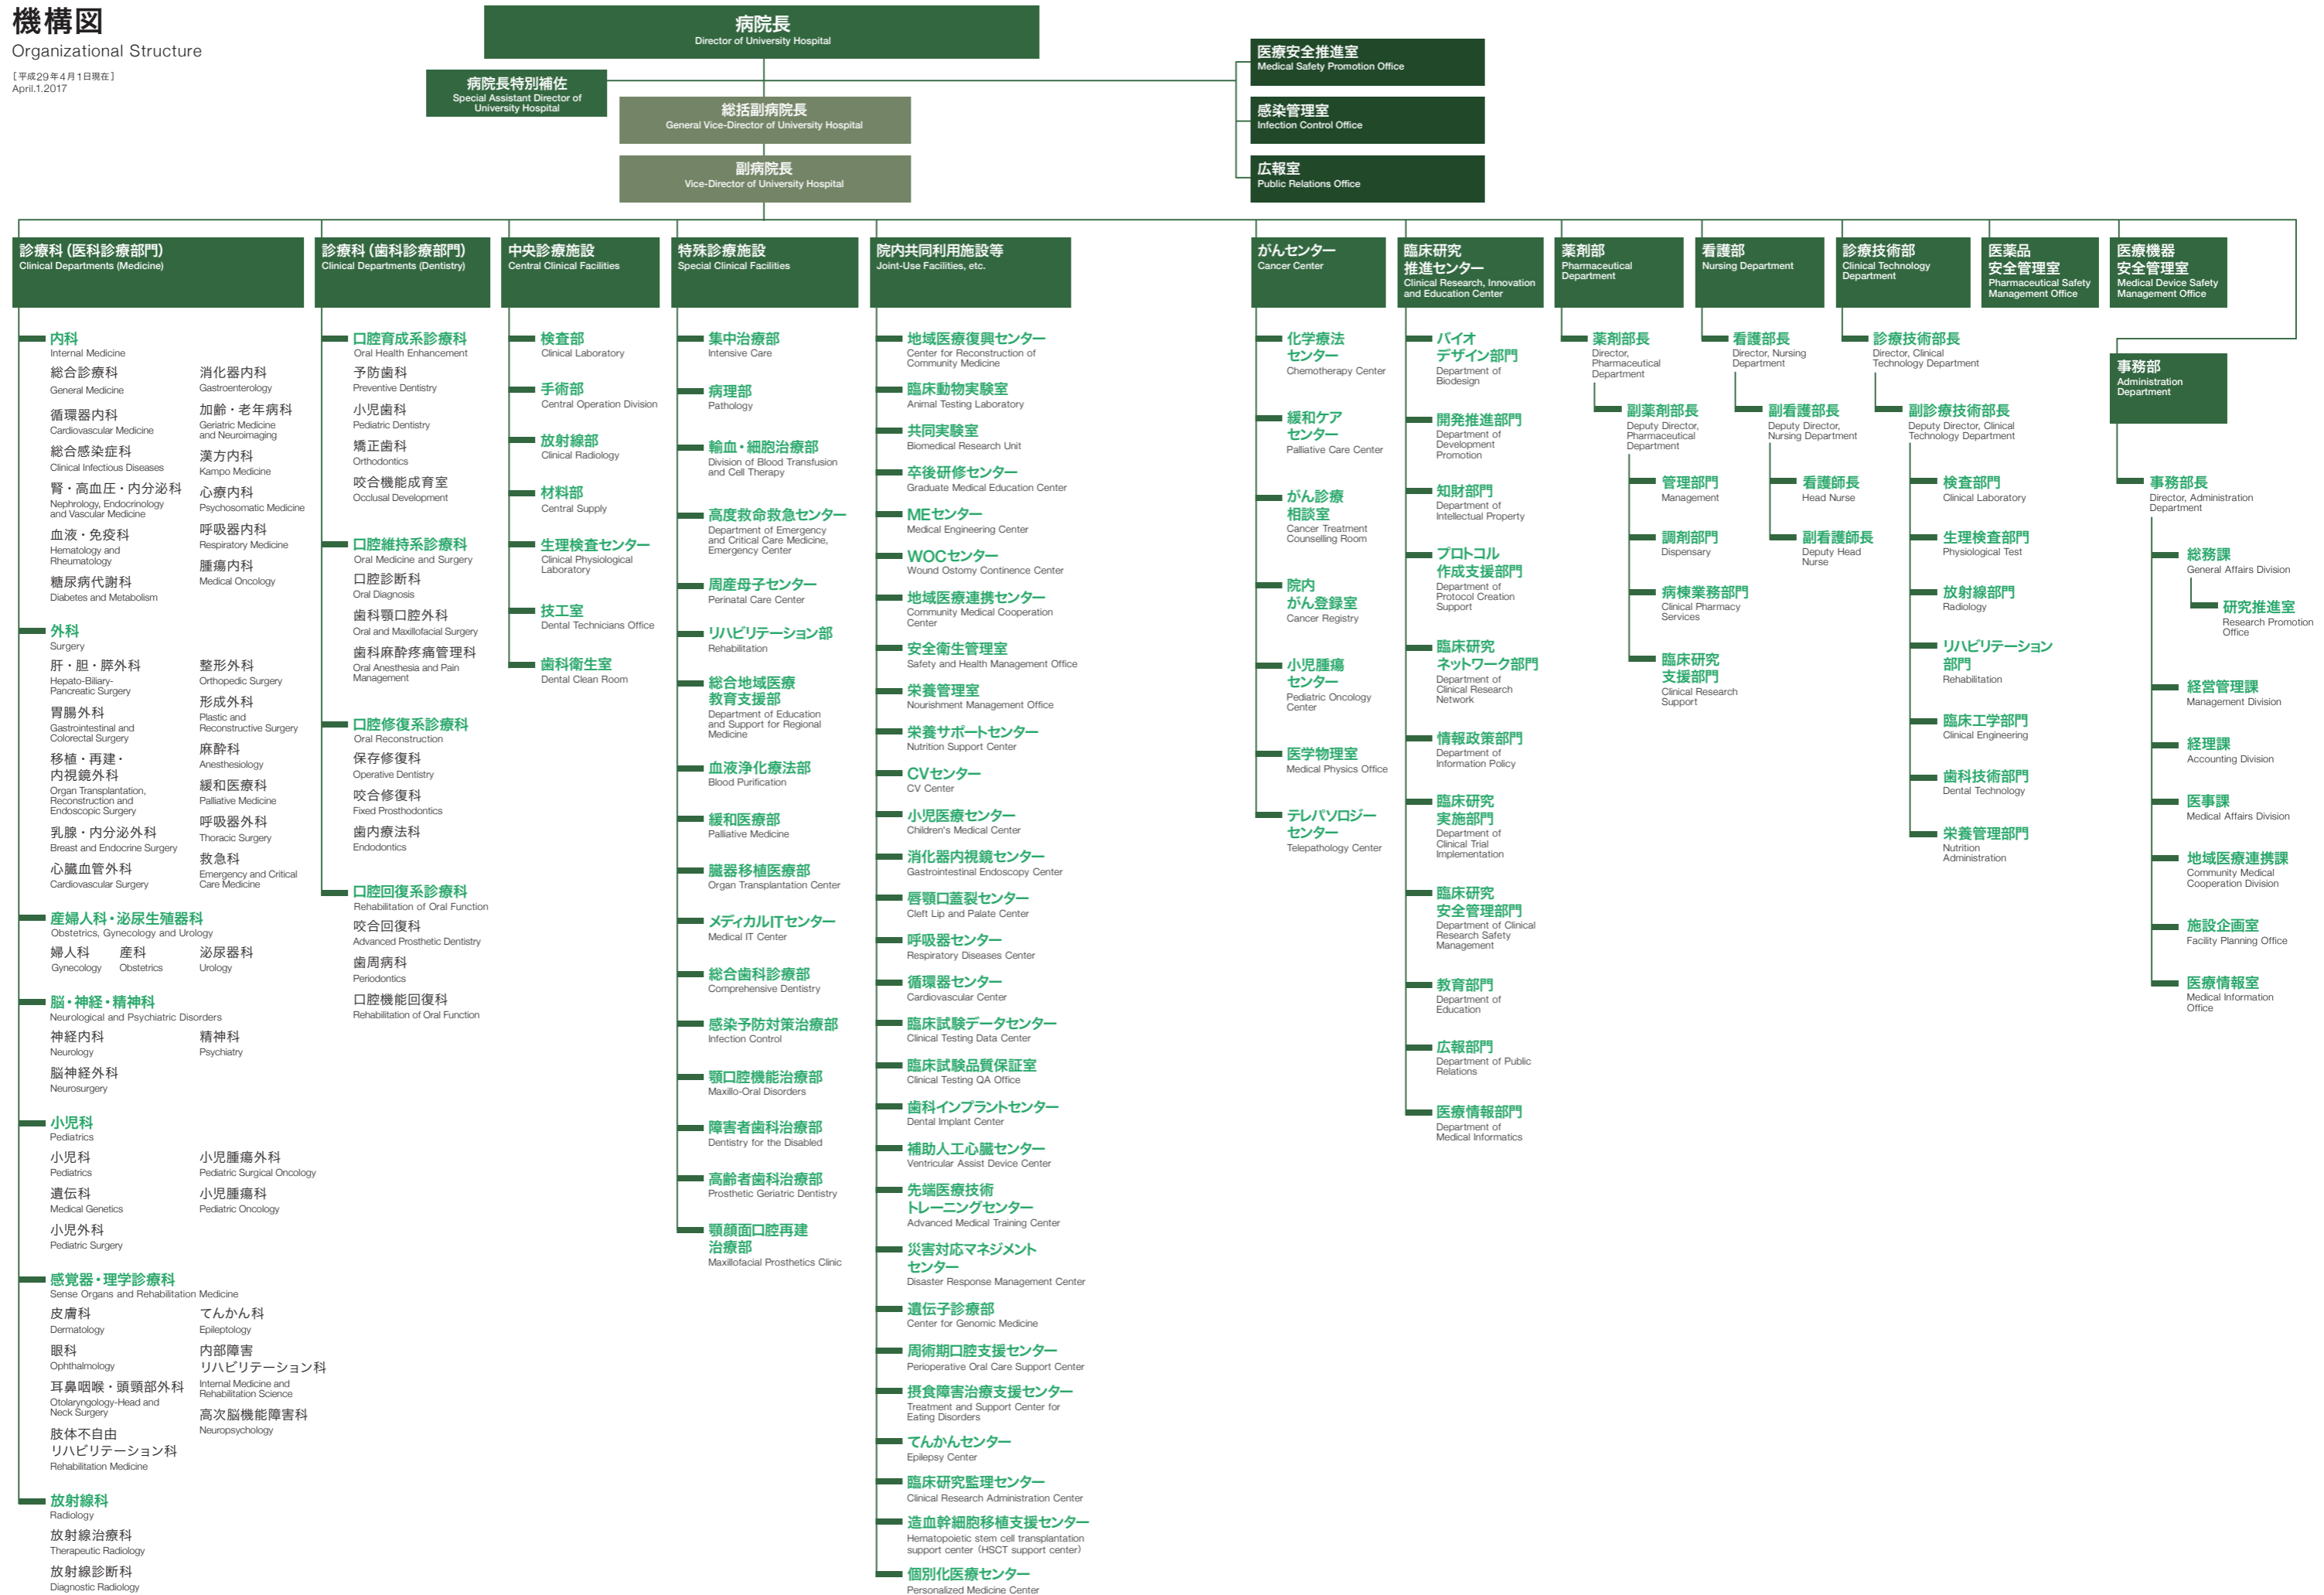 機構図
Organizational Structure
[平成29年4月1日現在]
April.1.2017
病院長
Director of University Hospital
病院長特別補佐
Special Assistant Director of
University Hospital
総括副病院長
General Vice-Director of University Hospital
副病院長
Vice-Director of University Hospital
医療安全推進室
Medical Safety Promotion Office
感染管理室
Infection Control Office
広報室
Public Relations Office
診療科(医科診療部門)
Clinical Departments (Medicine)
内科
Internal Medicine
総合診療科
General Medicine
循環器内科
Cardiovascular Medicine
総合感染症科
Clinical Infectious Diseases
腎・高血圧・内分泌科
Nephrology, Endocrinology
and Vascular Medicine
血液・免疫科
Hematology and
Rheumatology
糖尿病代謝科
Diabetes and Metabolism
消化器内科
Gastroenterology
加齢・老年病科
Geriatric Medicine
and Neuroimaging
漢方内科
Kampo Medicine
心療内科
Psychosomatic Medicine
呼吸器内科
Respiratory Medicine
腫瘍内科
Medical Oncology
外科
Surgery
肝・胆・膵外科
Hepato-Biliary-
Pancreatic Surgery
胃腸外科
Gastrointestinal and
Colorectal Surgery
移植・再建・
内視鏡外科
Organ Transplantation,
Reconstruction and
Endoscopic Surgery
乳腺・内分泌外科
Breast and Endocrine Surgery
心臓血管外科
Cardiovascular Surgery
整形外科
Orthopedic Surgery
形成外科
Plastic and
Reconstructive Surgery
麻酔科
Anesthesiology
緩和医療科
Palliative Medicine
呼吸器外科
Thoracic Surgery
救急科
Emergency and Critical
Care Medicine
産婦人科・泌尿生殖器科
Obstetrics, Gynecology and Urology
婦人科 産科 泌尿器科
Gynecology Obstetrics Urology
脳・神経・精神科
Neurological and Psychiatric Disorders
神経内科
Neurology
脳神経外科
Neurosurgery
精神科
Psychiatry
小児科
Pediatrics
小児科
Pediatrics
遺伝科
Medical Genetics
小児外科
Pediatric Surgery
小児腫瘍外科
Pediatric Surgical Oncology
小児腫瘍科
Pediatric Oncology
感覚器・理学診療科
Sense Organs and Rehabilitation Medicine
皮膚科
Dermatology
眼科
Ophthalmology
耳鼻咽喉・頭頸部外科
Otolaryngology-Head and
Neck Surgery
肢体不自由
リハビリテーション科
Rehabilitation Medicine
てんかん科
Epileptology
内部障害
リハビリテーション科
Internal Medicine and
Rehabilitation Science
高次脳機能障害科
Neuropsychology
放射線科
Radiology
放射線治療科
Therapeutic Radiology
放射線診断科
Diagnostic Radiology
診療科(歯科診療部門)
Clinical Departments (Dentistry)
口腔育成系診療科
Oral Health Enhancement
予防歯科
Preventive Dentistry
小児歯科
Pediatric Dentistry
矯正歯科
Orthodontics
咬合機能成育室
Occlusal Development
口腔維持系診療科
Oral Medicine and Surgery
口腔診断科
Oral Diagnosis
歯科顎口腔外科
Oral and Maxillofacial Surgery
歯科麻酔疼痛管理科
Oral Anesthesia and Pain
Management
口腔修復系診療科
Oral Reconstruction
保存修復科
Operative Dentistry
咬合修復科
Fixed Prosthodontics
歯内療法科
Endodontics
口腔回復系診療科
Rehabilitation of Oral Function
咬合回復科
Advanced Prosthetic Dentistry
歯周病科
Periodontics
口腔機能回復科
Rehabilitation of Oral Function
中央診療施設
Central Clinical Facilities
検査部
Clinical Laboratory
手術部
Central Operation Division
放射線部
Clinical Radiology
材料部
Central Supply
生理検査センター
Clinical Physiological
Laboratory
技工室
Dental Technicians Office
歯科衛生室
Dental Clean Room
特殊診療施設
Special Clinical Facilities
集中治療部
Intensive Care
病理部
Pathology
輸血・細胞治療部
Division of Blood Transfusion
and Cell Therapy
高度救命救急センター
Department of Emergency
and Critical Care Medicine,
Emergency Center
周産母子センター
Perinatal Care Center
リハビリテーション部
Rehabilitation
総合地域医療
教育支援部
Department of Education
and Support for Regional
Medicine
血液浄化療法部
Blood Purification
緩和医療部
Palliative Medicine
臓器移植医療部
Organ Transplantation Center
メディカルITセンター
Medical IT Center
総合歯科診療部
Comprehensive Dentistry
感染予防対策治療部
Infection Control
顎口腔機能治療部
Maxillo-Oral Disorders
障害者歯科治療部
Dentistry for the Disabled
高齢者歯科治療部
Prosthetic Geriatric Dentistry
顎顔面口腔再建
治療部
Maxillofacial Prosthetics Clinic
院内共同利用施設等
Joint-Use Facilities, etc.
地域医療復興センター
Center for Reconstruction of
Community Medicine
臨床動物実験室
Animal Testing Laboratory
共同実験室
Biomedical Research Unit
卒後研修センター
Graduate Medical Education Center
MEセンター
Medical Engineering Center
WOCセンター
Wound Ostomy Continence Center
地域医療連携センター
Community Medical Cooperation
Center
安全衛生管理室
Safety and Health Management Office
栄養管理室
Nourishment Management Office
栄養サポートセンター
Nutrition Support Center
CVセンター
CV Center
小児医療センター
Children's Medical Center
消化器内視鏡センター
Gastrointestinal Endoscopy Center
唇顎口蓋裂センター
Cleft Lip and Palate Center
呼吸器センター
Respiratory Diseases Center
循環器センター
Cardiovascular Center
臨床試験データセンター
Clinical Testing Data Center
臨床試験品質保証室
Clinical Testing QA Office
歯科インプラントセンター
Dental Implant Center
補助人工心臓センター
Ventricular Assist Device Center
先端医療技術
トレーニングセンター
Advanced Medical Training Center
災害対応マネジメント
センター
Disaster Response Management Center
遺伝子診療部
Center for Genomic Medicine
周術期口腔支援センター
Perioperative Oral Care Support Center
摂食障害治療支援センター
Treatment and Support Center for
Eating Disorders
てんかんセンター
Epilepsy Center
臨床研究監理センター
Clinical Research Administration Center
造血幹細胞移植支援センター
Hematopoietic stem cell transplantation
support center (HSCT support center)
個別化医療センター
Personalized Medicine Center
がんセンター
Cancer Center
化学療法
センター
Chemotherapy Center
緩和ケア
センター
Palliative Care Center
がん診療
相談室
Cancer Treatment
Counselling Room
院内
がん登録室
Cancer Registry
小児腫瘍
センター
Pediatric Oncology
Center
医学物理室
Medical Physics Office
テレパソロジー
センター
Telepathology Center
臨床研究
推進センター
Clinical Research, Innovation
and Education Center
バイオ
デザイン部門
Department of
Biodesign
開発推進部門
Department of
Development
Promotion
知財部門
Department of
Intellectual Property
プロトコル
作成支援部門
Department of
Protocol Creation
Support
臨床研究
ネットワーク部門
Department of
Clinical Research
Network
情報政策部門
Department of
Information Policy
臨床研究
実施部門
Department of
Clinical Trial
Implementation
臨床研究
安全管理部門
Department of Clinical
Research Safety
Management
教育部門
Department of
Education
広報部門
Department of Public
Relations
医療情報部門
Department of
Medical Informatics
薬剤部
Pharmaceutical
Department
薬剤部長
Director,
Pharmaceutical
Department
副薬剤部長
Deputy Director,
Pharmaceutical
Department
管理部門
Management
調剤部門
Dispensary
病棟業務部門
Clinical Pharmacy
Services
臨床研究
支援部門
Clinical Research
Support
看護部
Nursing Department
看護部長
Director, Nursing
Department
副看護部長
Deputy Director,
Nursing Department
看護師長
Head Nurse
副看護師長
Deputy Head
Nurse
診療技術部
Clinical Technology
Department
診療技術部長
Director, Clinical
Technology Department
副診療技術部長
Deputy Director, Clinical
Technology Department
検査部門
Clinical Laboratory
生理検査部門
Physiological Test
放射線部門
Radiology
リハビリテーション
部門
Rehabilitation
臨床工学部門
Clinical Engineering
歯科技術部門
Dental Technology
栄養管理部門
Nutrition
Administration
医薬品
安全管理室
Pharmaceutical Safety
Management Office
医療機器
安全管理室
Medical Device Safety
Management Office
事務部
Administration
Department
事務部長
Director, Administration
Department
総務課
General Affairs Division
研究推進室
Research Promotion
Office
経営管理課
Management Division
経理課
Accounting Division
医事課
Medical Affairs Division
地域医療連携課
Community Medical
Cooperation Division
施設企画室
Facility Planning Office
医療情報室
Medical Information
Office